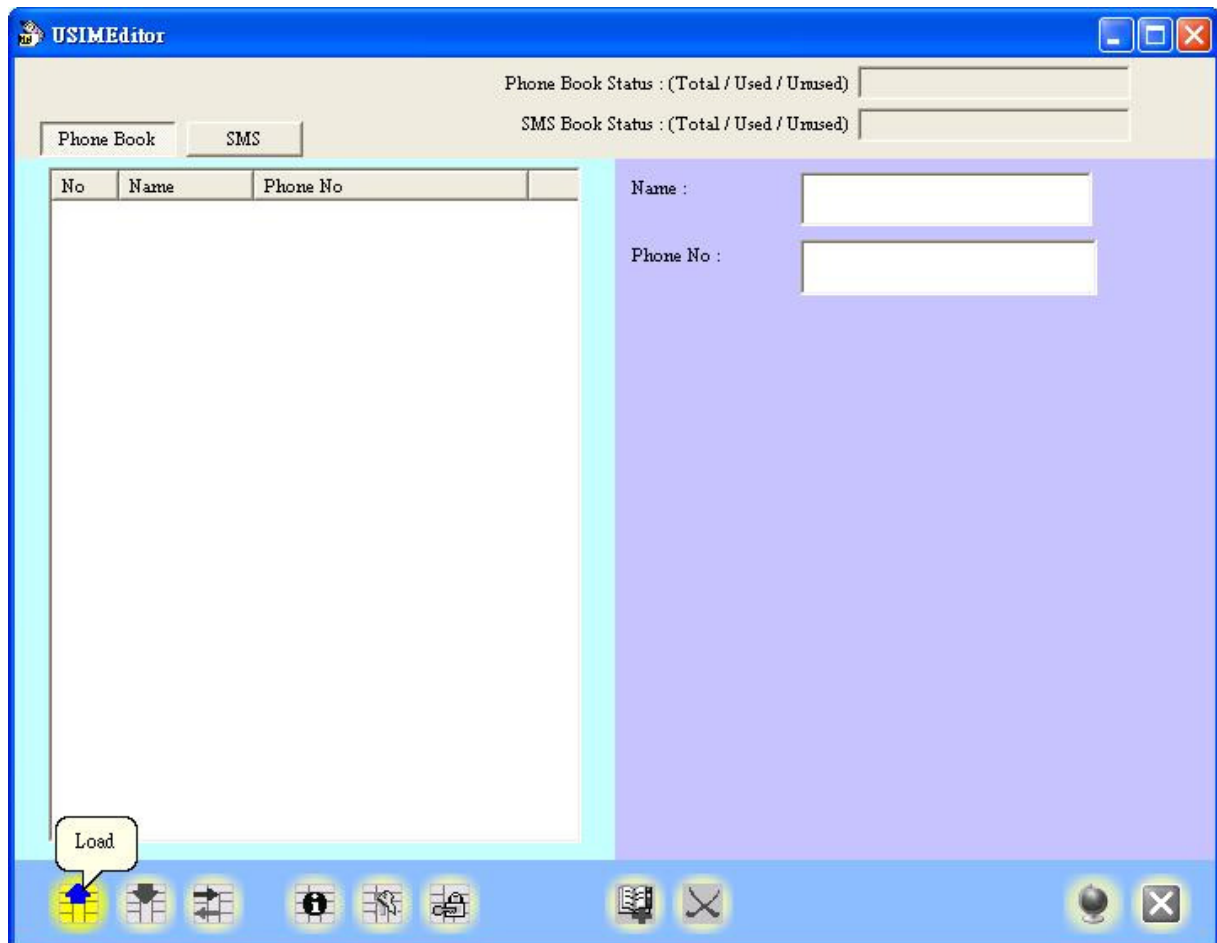 USIMEditor
Phone Book Status : (Total / Used / Unused)
SMS Book Status : (Total / Used / Unused)
Phone Book SMS
No Name Phone No
Name :
Phone No :
Load